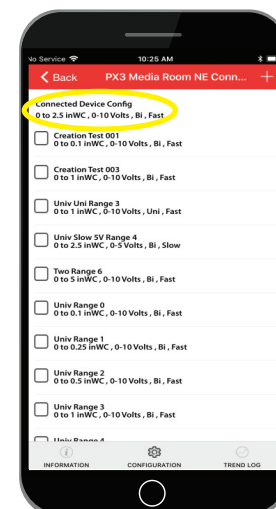 No Service 10:25 AM
Back PX3 Media Room NE Conn... +
Connected Device Config
0 to 2.5 inWC , 0-10 Volts , Bi , Fast
Creation Test 001
0 to 0.1 inWC , 0-10 Volts , Bi , Fast
Creation Test 003
0 to 1 inWC , 0-10 Volts , Bi , Fast
Univ Uni Range 3
0 to 1 inWC , 0-10 Volts , Uni , Fast
Univ Slow 5V Range 4
0 to 2.5 inWC , 0-5 Volts , Bi , Slow
Two Range 6
0 to 5 inWC , 0-10 Volts , Bi , Fast
Univ Range 0
0 to 0.1 inWC , 0-10 Volts , Bi , Fast
Univ Range 1
0 to 0.25 inWC , 0-10 Volts , Bi , Fast
Univ Range 2
0 to 0.5 inWC , 0-10 Volts , Bi , Fast
Univ Range 3
0 to 1 inWC , 0-10 Volts , Bi , Fast
Univ Range 4
INFORMATION CONFIGURATION TREND LOG